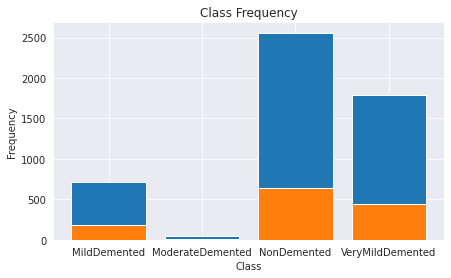 Class Frequency
2500
2000
1500
1000
500
0
Frequency
MildDemented ModerateDemented NonDemented VeryMildDemented
Class